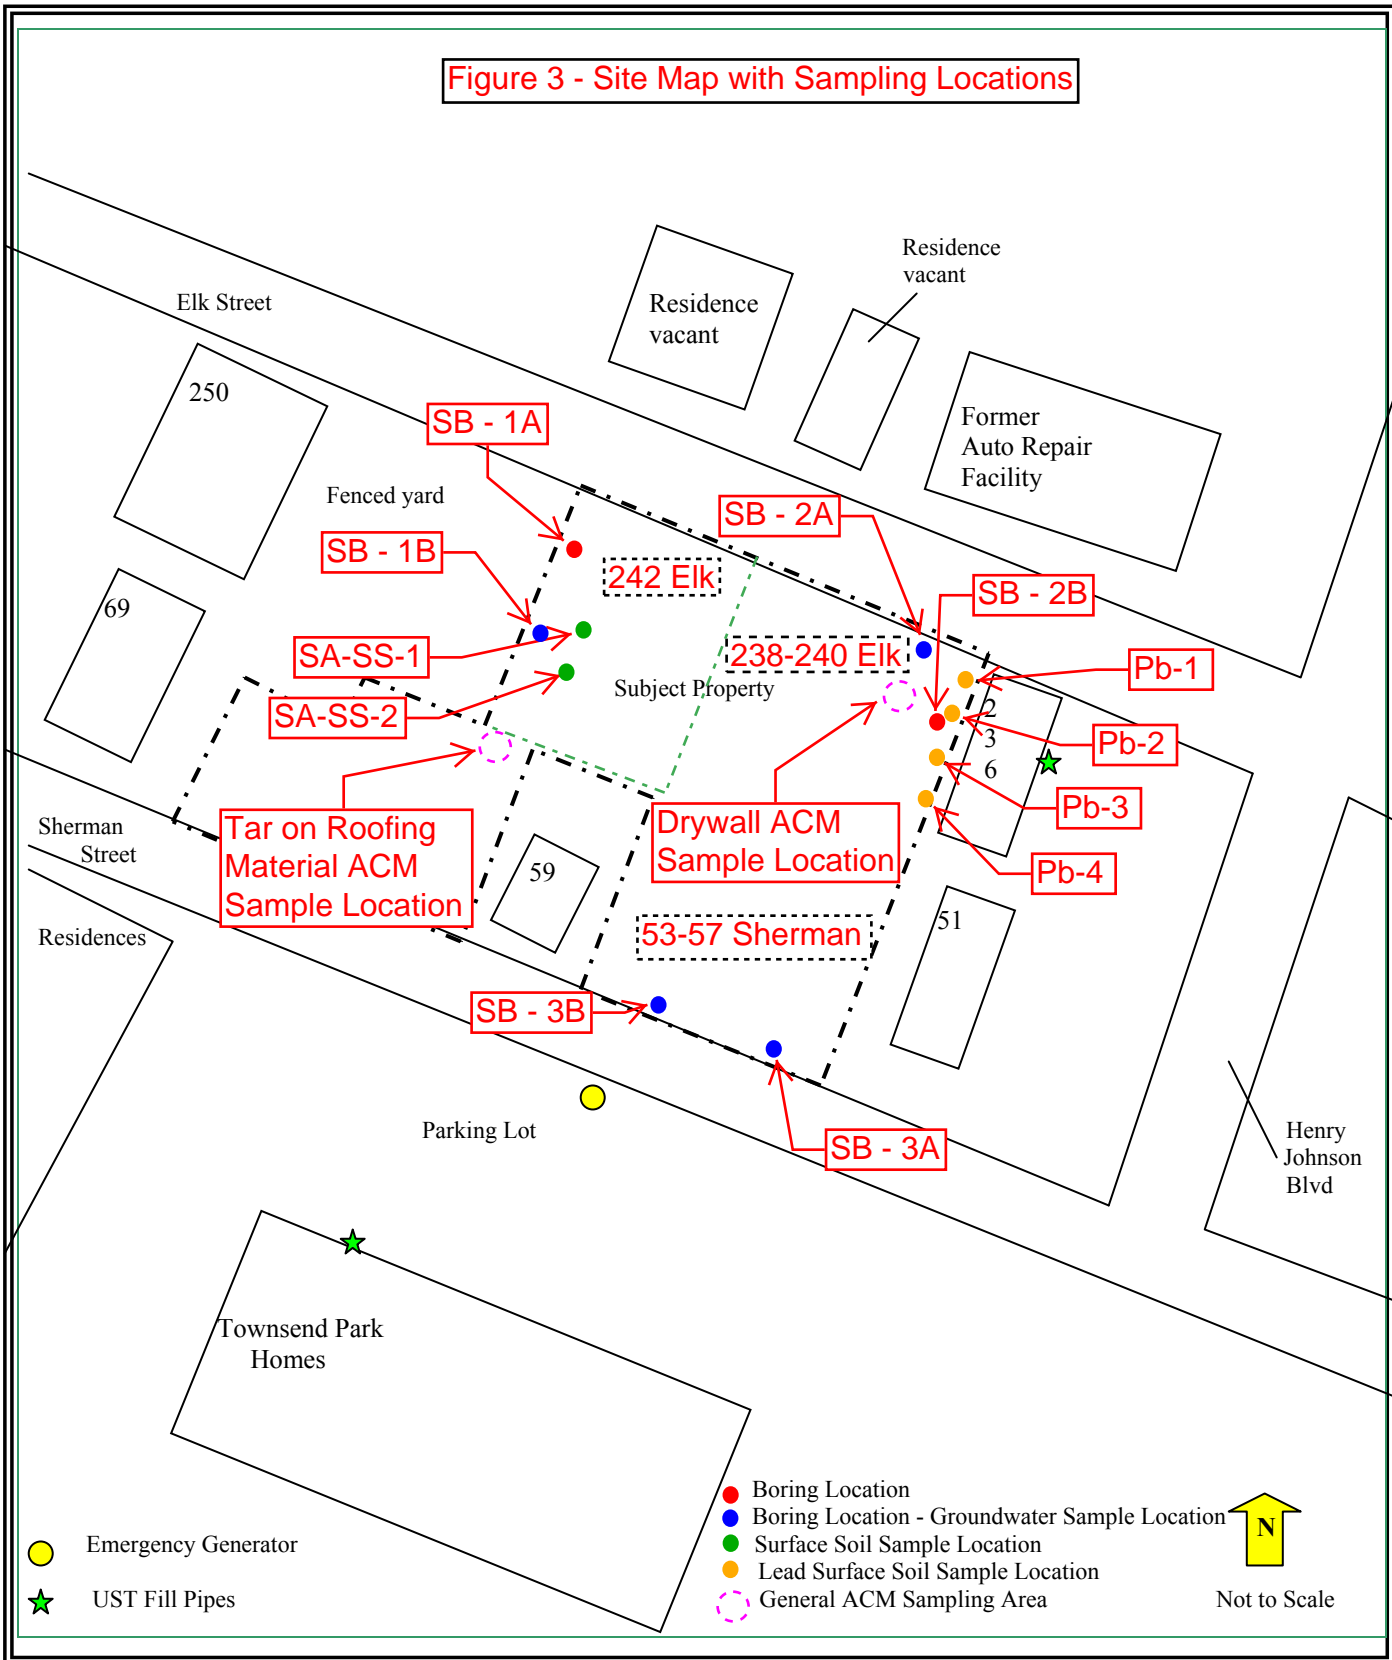 Figure 3 - Site Map with Sampling Locations
Elk Street
Residence
vacant
Residence
vacant
250
Former
Auto Repair
Facility
SB - 1A
Fenced yard
SB - 2A
SB - 1B
242 Elk
SB - 2B
69
SA-SS-1
238-240 Elk
Pb-1
Subject Property
SA-SS-2
2
3
6
Pb-2
Pb-3
Sherman
Street
Tar on Roofing
Material ACM
Sample Location
Drywall ACM
Sample Location
59
Pb-4
53-57 Sherman
51
Residences
SB - 3B
Parking Lot
SB - 3A
Henry
Johnson
Blvd
Townsend Park
Homes
Emergency Generator
UST Fill Pipes
Boring Location
Boring Location - Groundwater Sample Location
Surface Soil Sample Location
Lead Surface Soil Sample Location
General ACM Sampling Area
N
Not to Scale